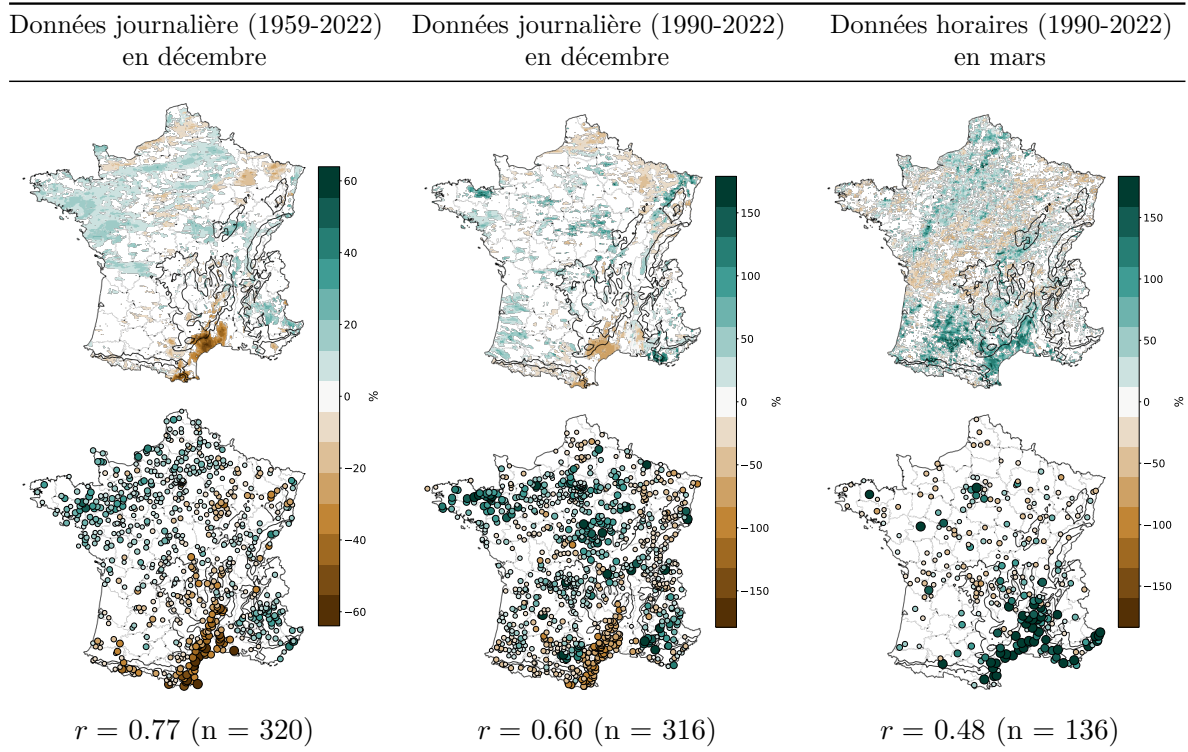 Données journalière (1959-2022)
en décembre
Données journalière (1990-2022)
en décembre
Données horaires (1990-2022)
en mars
60
40
20
0
−20
−40
−60
%
150
100
50
0
−50
−100
−150
%
150
100
50
0
−50
−100
−150
%
r = 0.77 (n = 320)
r = 0.60 (n = 316)
r = 0.48 (n = 136)